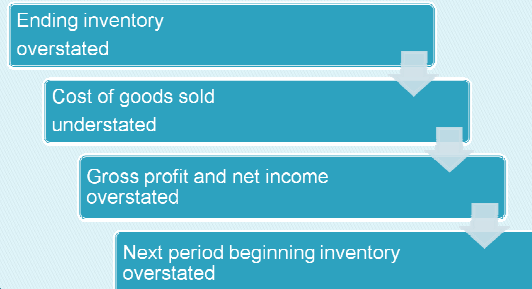 Ending inventory
overstated
Cost of goods sold
understated
Gross profit and net income
overstated
Next period beginning inventory
overstated